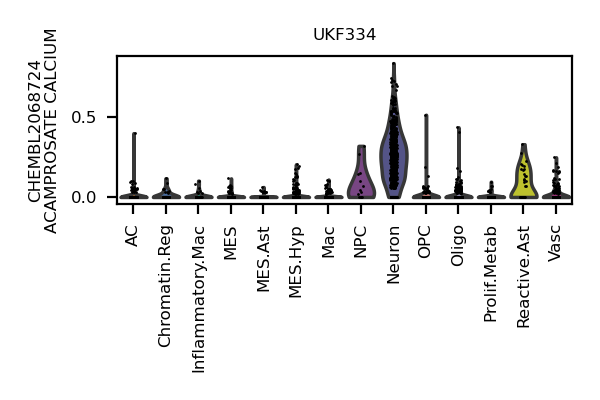 UKF334
CHEMBL2068724
ACAMPROSATE CALCIUM
0.5
0.0
AC
Chromatin.Reg
Inflammatory.Mac
MES
MES.Ast
MES.Hyp
Mac
NPC
Neuron
OPC
Oligo
Prolif.Metab
Reactive.Ast
Vasc